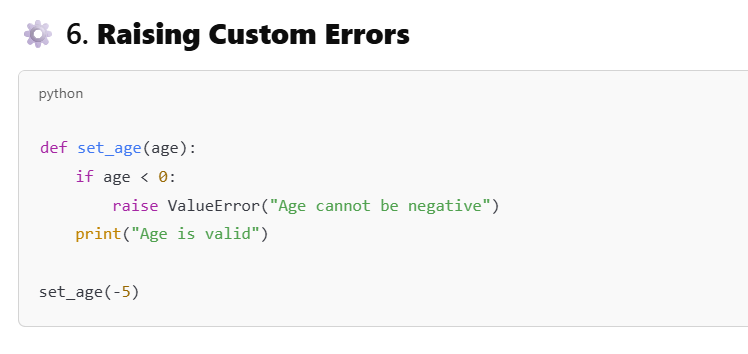 6. Raising Custom Errors
python
def set_age(age):
    if age < 0:
        raise ValueError("Age cannot be negative")
    print("Age is valid")
set_age(-5)